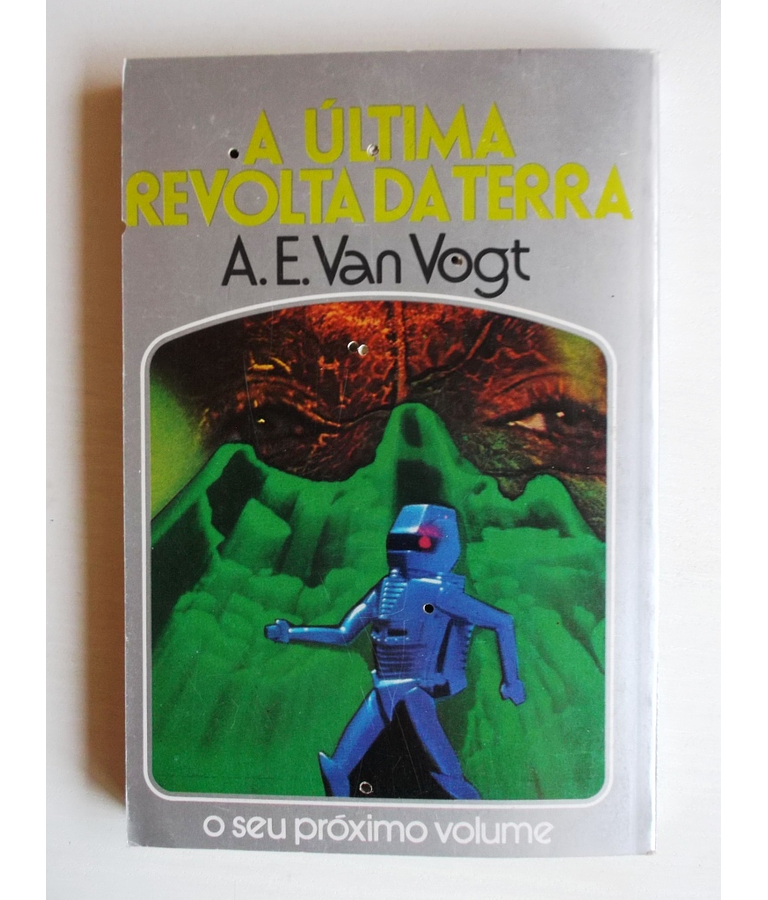 A ÚLTIMA
REVOLTA DA TERRA
A. E. Van Vogt
o seu próximo volume